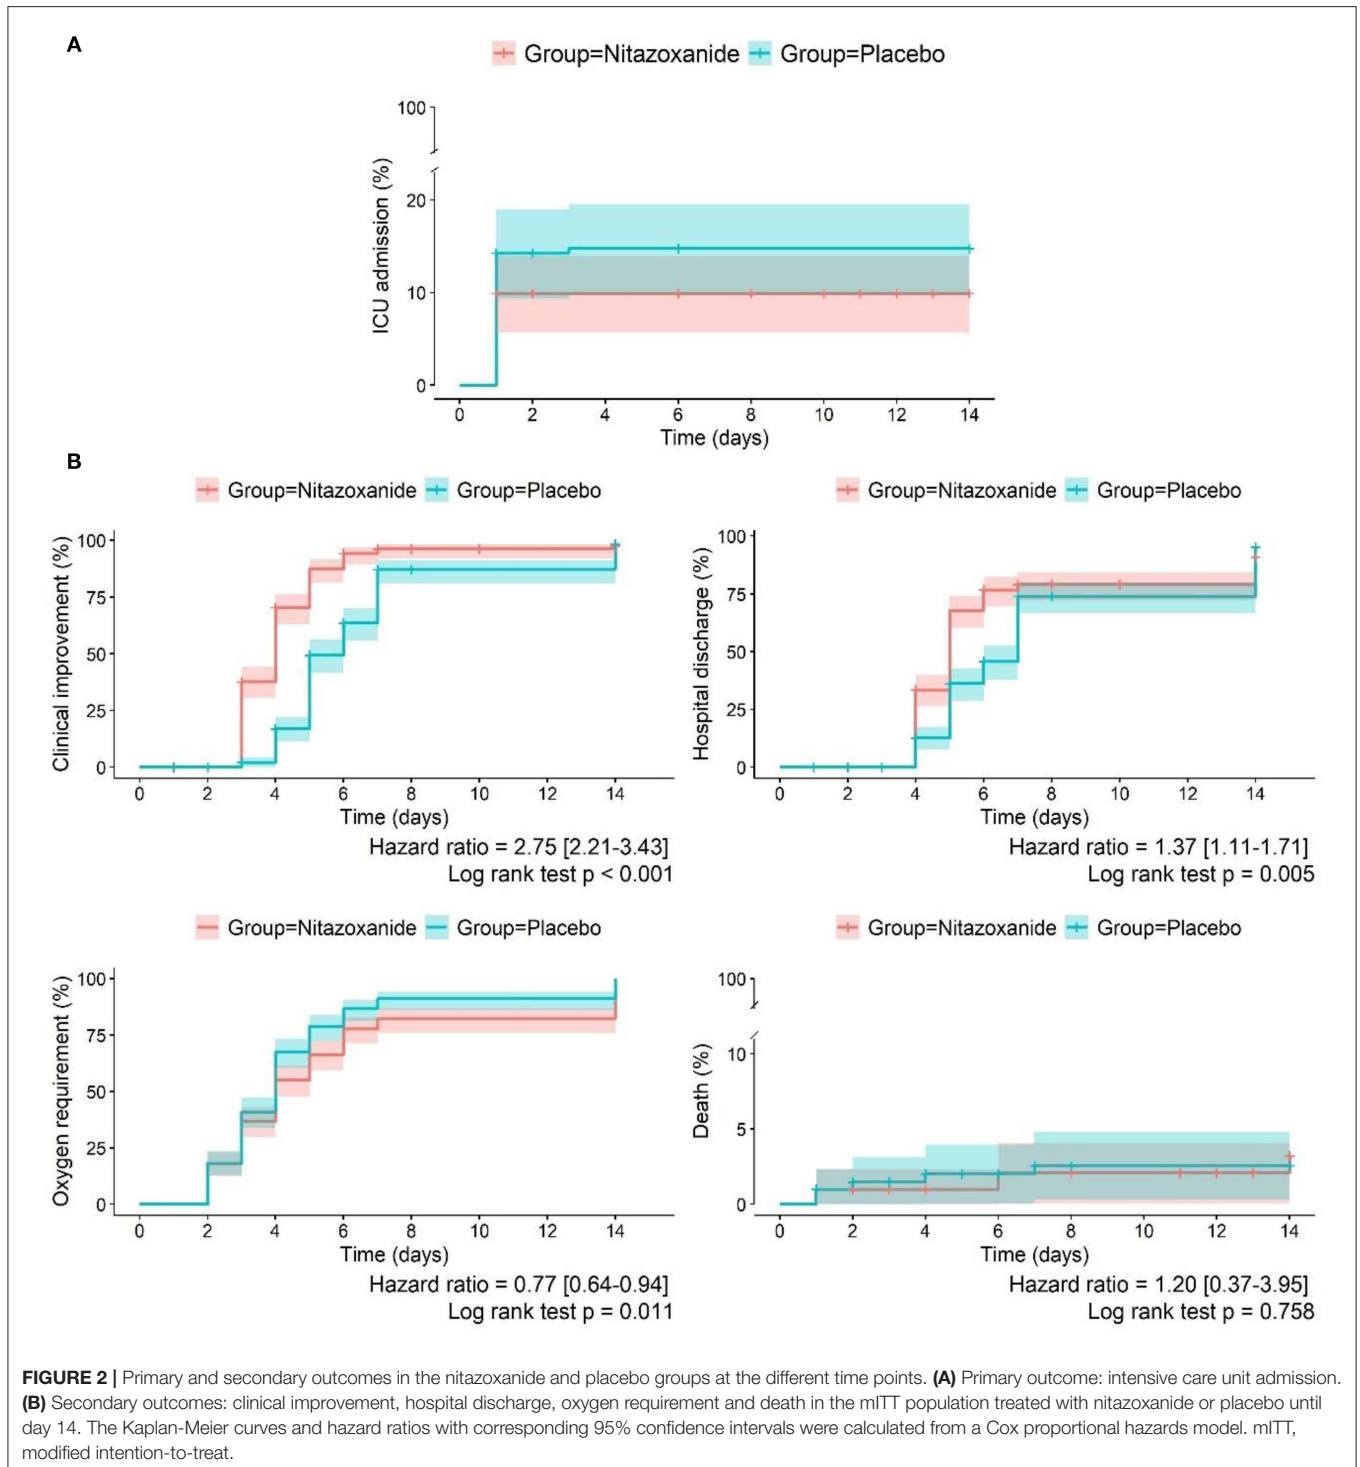 A
Group=Nitazoxanide Group=Placebo
100
20
10
0
ICU admission (%)
0 2 4 6 8 10 12 14
Time (days)
B
Group=Nitazoxanide Group=Placebo
100
75
50
25
0
Clinical improvement (%)
0 2 4 6 8 10 12 14
Time (days)
Hazard ratio = 2.75 [2.21-3.43]
Log rank test p < 0.001
Group=Nitazoxanide Group=Placebo
100
75
50
25
0
Hospital discharge (%)
0 2 4 6 8 10 12 14
Time (days)
Hazard ratio = 1.37 [1.11-1.71]
Log rank test p = 0.005
Group=Nitazoxanide Group=Placebo
100
75
50
25
0
Oxygen requirement (%)
0 2 4 6 8 10 12 14
Time (days)
Hazard ratio = 0.77 [0.64-0.94]
Log rank test p = 0.011
Group=Nitazoxanide Group=Placebo
100
10
5
0
Death (%)
0 2 4 6 8 10 12 14
Time (days)
Hazard ratio = 1.20 [0.37-3.95]
Log rank test p = 0.758
FIGURE 2 | Primary and secondary outcomes in the nitazoxanide and placebo groups at the different time points. (A) Primary outcome: intensive care unit admission.
(B) Secondary outcomes: clinical improvement, hospital discharge, oxygen requirement and death in the mITT population treated with nitazoxanide or placebo until
day 14. The Kaplan-Meier curves and hazard ratios with corresponding 95% confidence intervals were calculated from a Cox proportional hazards model. mITT,
modified intention-to-treat.